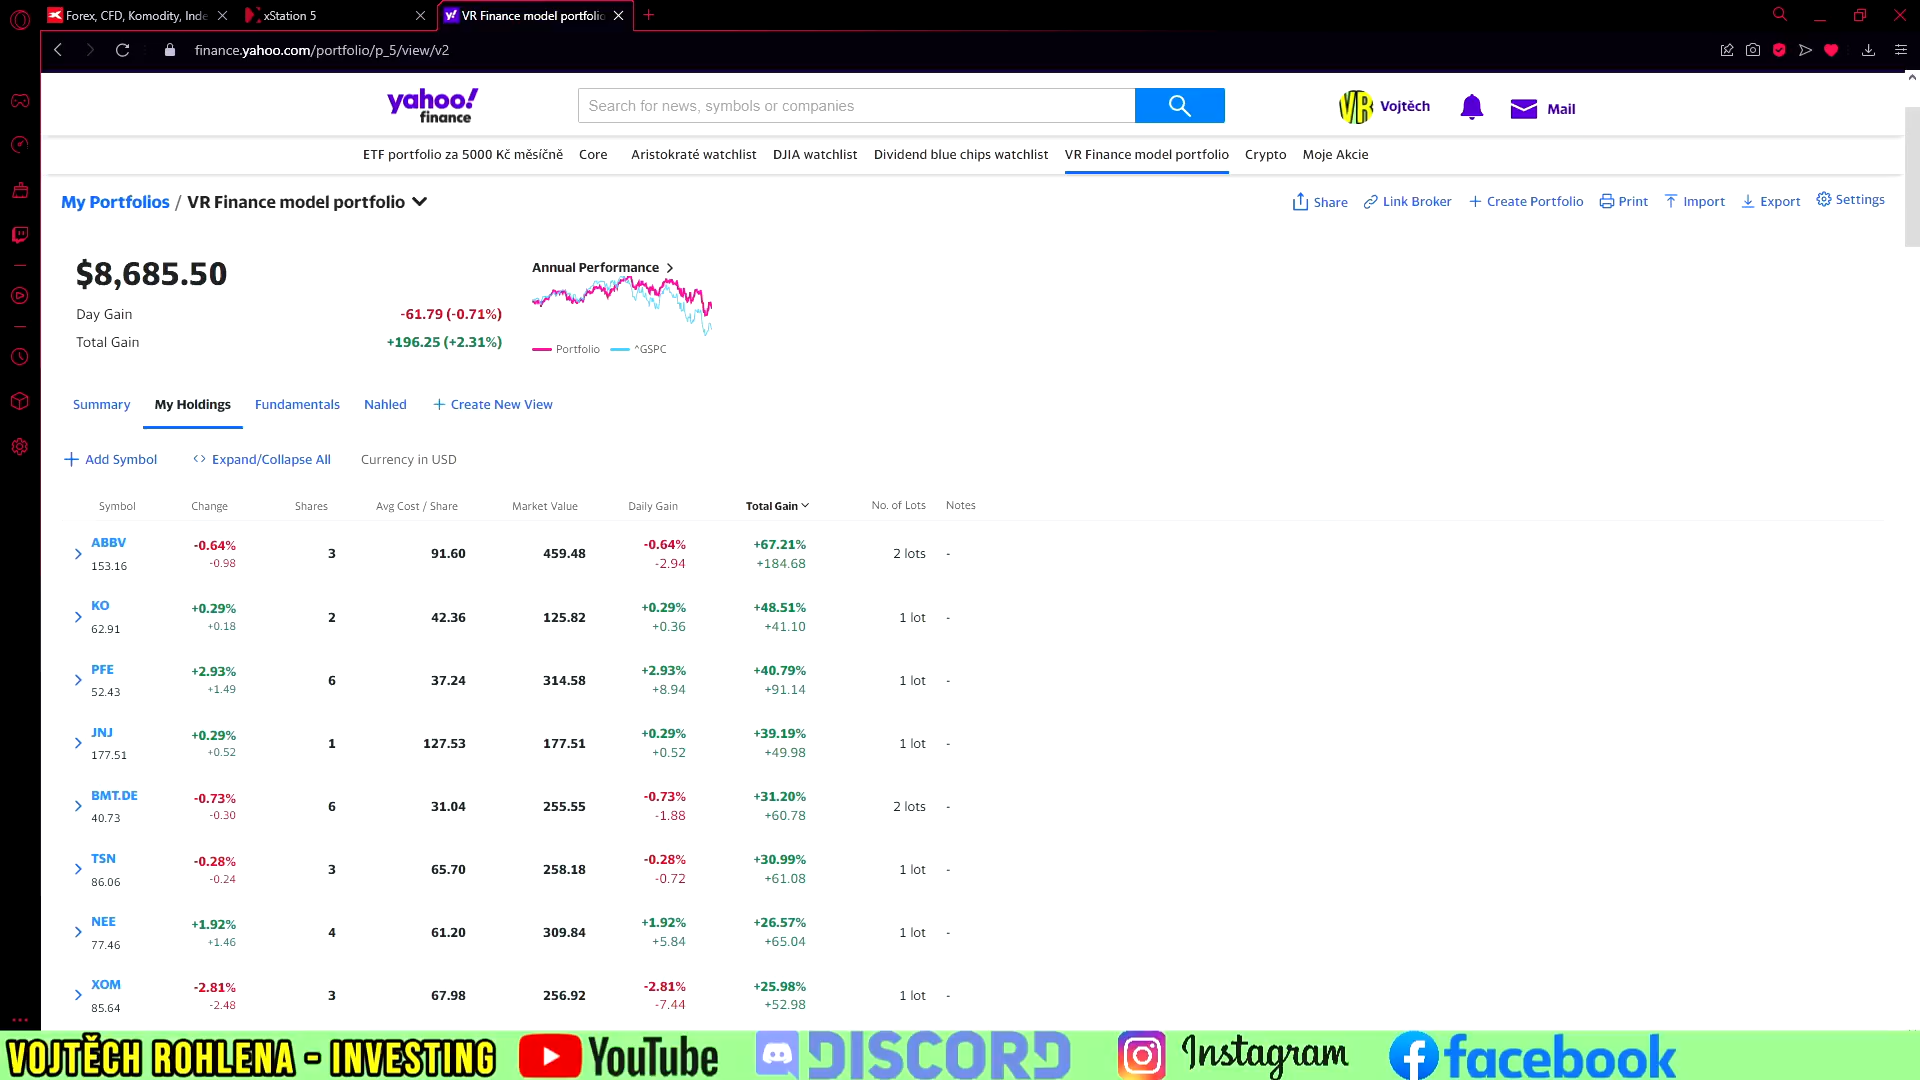 Forex, CFD, Komodity, Inde
xStation 5
VR Finance model portfolio
finance.yahoo.com/portfolio/p_5/view/v2
yahoo!
finance
Search for news, symbols or companies
VR
Vojtěch
Mail
ETF portfolio za 5000 Kč měsíčně Core Aristokraté watchlist DJIA watchlist Dividend blue chips watchlist VR Finance model portfolio Crypto Moje Akcie
My Portfolios / VR Finance model portfolio
Share Link Broker + Create Portfolio Print Import Export Settings
$8,685.50
Day Gain -61.79 (-0.71%)
Total Gain +196.25 (+2.31%)
Annual Performance
Portfolio ^GSPC
Summary My Holdings Fundamentals Nahled + Create New View
+ Add Symbol <> Expand/Collapse All Currency in USD
Symbol Change Shares Avg Cost / Share Market Value Daily Gain Total Gain No. of Lots Notes
ABBV -0.64% 3 91.60 459.48 -0.64% +67.21% 2 lots -
153.16 -0.98 -2.94 +184.68
KO +0.29% 2 42.36 125.82 +0.29% +48.51% 1 lot -
62.91 +0.18 +0.36 +41.10
PFE +2.93% 6 37.24 314.58 +2.93% +40.79% 1 lot -
52.43 +1.49 +8.94 +91.14
JNJ +0.29% 1 127.53 177.51 +0.29% +39.19% 1 lot -
177.51 +0.52 +0.52 +49.98
BMT.DE -0.73% 6 31.04 255.55 -0.73% +31.20% 2 lots -
40.73 -0.30 -1.88 +60.78
TSN -0.28% 3 65.70 258.18 -0.28% +30.99% 1 lot -
86.06 -0.24 -0.72 +61.08
NEE +1.92% 4 61.20 309.84 +1.92% +26.57% 1 lot -
77.46 +1.46 +5.84 +65.04
XOM -2.81% 3 67.98 256.92 -2.81% +25.98% 1 lot -
85.64 -2.48 -7.44 +52.98
VOJTĚCH ROHLENA - INVESTING YouTube DISCORD Instagram facebook